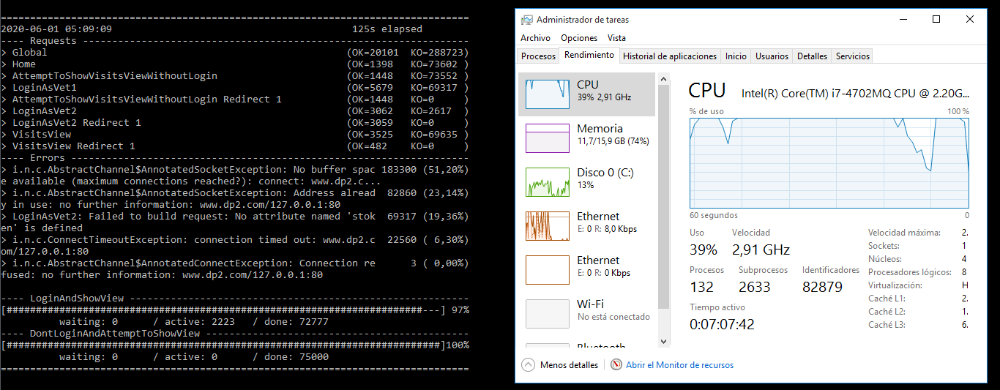 ================================================================================
2020-06-01 05:09:09                                         125s elapsed
---- Requests ------------------------------------------------------------------
> Global                                                   (OK=20101  KO=288723)
> Home                                                     (OK=1398   KO=73602 )
> AttemptToShowVisitsViewWithoutLogin                      (OK=1448   KO=73552 )
> LoginAsVet1                                              (OK=5679   KO=69317 )
> AttemptToShowVisitsViewWithoutLogin Redirect 1           (OK=1448   KO=0     )
> LoginAsVet2                                              (OK=3062   KO=2617  )
> LoginAsVet2 Redirect 1                                   (OK=3059   KO=0     )
> VisitsView                                               (OK=3525   KO=69635 )
> VisitsView Redirect 1                                    (OK=482    KO=0     )
---- Errors --------------------------------------------------------------------
> i.n.c.AbstractChannel$AnnotatedSocketException: No buffer spac 183300 (51,20%)
e available (maximum connections reached?): connect: www.dp2.c...
> i.n.c.AbstractChannel$AnnotatedSocketException: Address alread  82860 (23,14%)
y in use: no further information: www.dp2.com/127.0.0.1:80
> LoginAsVet2: Failed to build request: No attribute named 'stok  69317 (19,36%)
en' is defined
> i.n.c.ConnectTimeoutException: connection timed out: www.dp2.c  22560 ( 6,30%)
om/127.0.0.1:80
> i.n.c.AbstractChannel$AnnotatedConnectException: Connection re      3 ( 0,00%)
fused: no further information: www.dp2.com/127.0.0.1:80
---- LoginAndShowView ----------------------------------------------------------
[#######################################################################---] 97%
waiting: 0      / active: 2223   / done: 72777
---- DontLoginAndAttemptToShowView ---------------------------------------------
[##########################################################################]100%
waiting: 0      / active: 0      / done: 75000
================================================================================
Administrador de tareas
Archivo Opciones Vista
Procesos Rendimiento Historial de aplicaciones Inicio Usuarios Detalles Servicios
CPU
39% 2,91 GHz
Memoria
11,7/15,9 GB (74%)
Disco 0 (C:)
13%
Ethernet
E: 0 R: 8,0 Kbps
Ethernet
E: 0 R: 0 Kbps
Wi-Fi
No está conectado
Bluetooth
CPU Intel(R) Core(TM) i7-4702MQ CPU @ 2.20G...
% de uso 100 %
60 segundos 0
Uso Velocidad
39% 2,91 GHz
Procesos Subprocesos Identificadores
132 2633 82879
Tiempo activo
0:07:07:42
Velocidad máxima: 2.
Sockets: 1
Núcleos: 4
Procesadores lógicos: 8
Virtualización: H
Caché L1: 2.
Caché L2: 1.
Caché L3: 6.
Menos detalles Abrir el Monitor de recursos